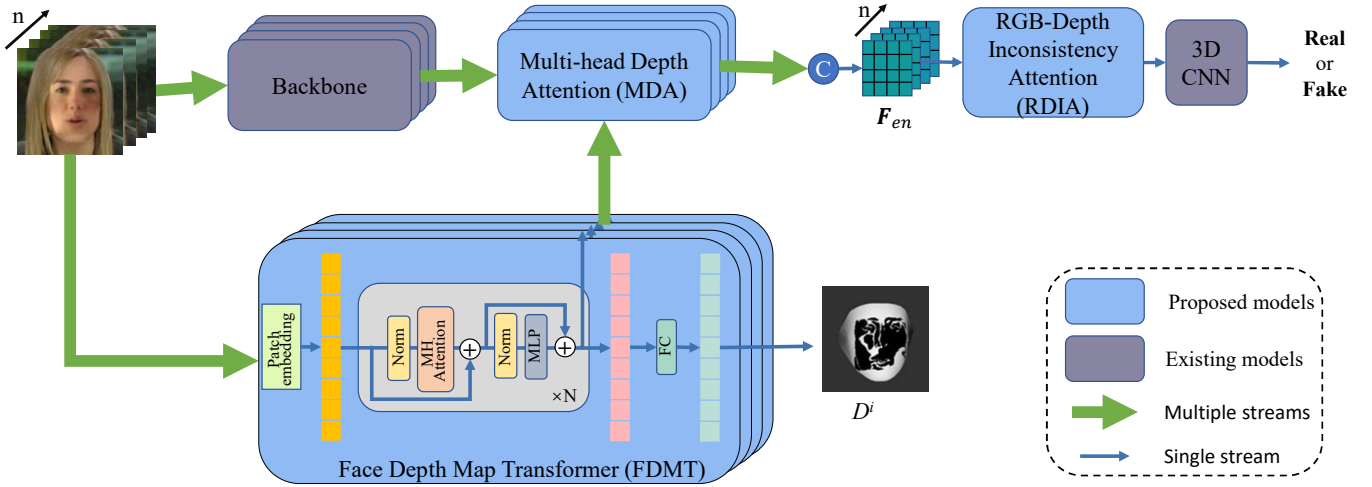 n
Backbone
Multi-head Depth
Attention (MDA)
C
n
F_en
RGB-Depth
Inconsistency
Attention
(RDIA)
3D
CNN
Real
or
Fake
Patch
embedding
Norm
MH
Attention
+
Norm
MLP
+
×N
FC
Face Depth Map Transformer (FDMT)
D^i
Proposed models
Existing models
Multiple streams
Single stream